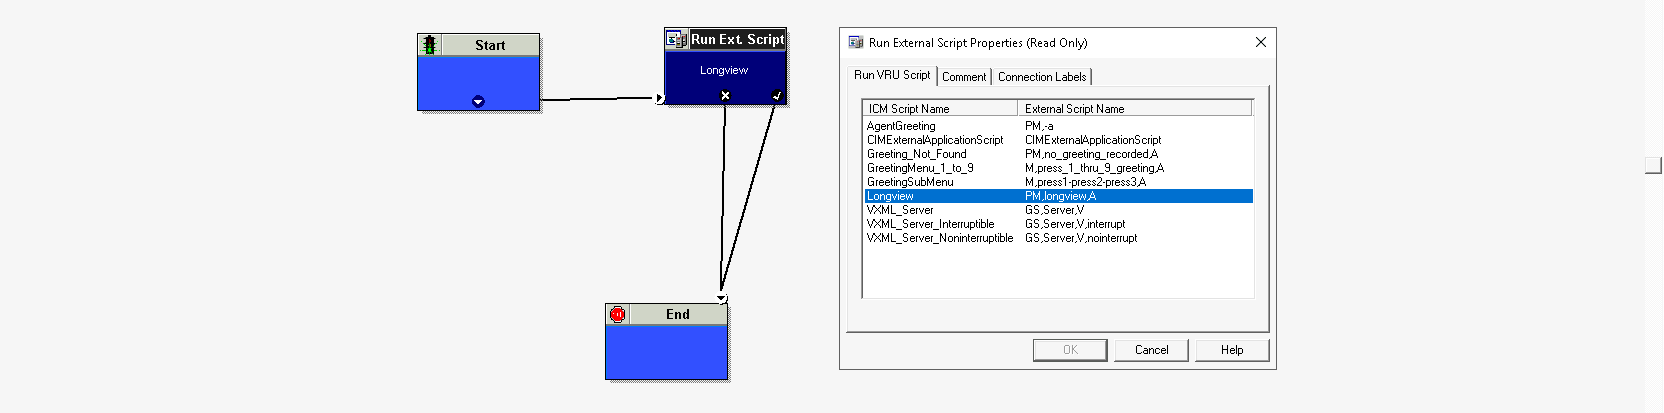 Start
Run Ext. Script
Longview
End
Run External Script Properties (Read Only)
Run VRU Script Comment Connection Labels
ICM Script Name External Script Name
AgentGreeting PM,-a
CIMExternalApplicationScript CIMExternalApplicationScript
Greeting_Not_Found PM,no_greeting_recorded,A
GreetingMenu_1_to_9 M,press_1_thru_9_greeting,A
GreetingSubMenu M,press1-press2-press3,A
Longview PM,longview,A
VXML_Server GS,Server,V
VXML_Server_Interruptible GS,Server,V,interrupt
VXML_Server_Noninterruptible GS,Server,V,nointerrupt
OK Cancel Help